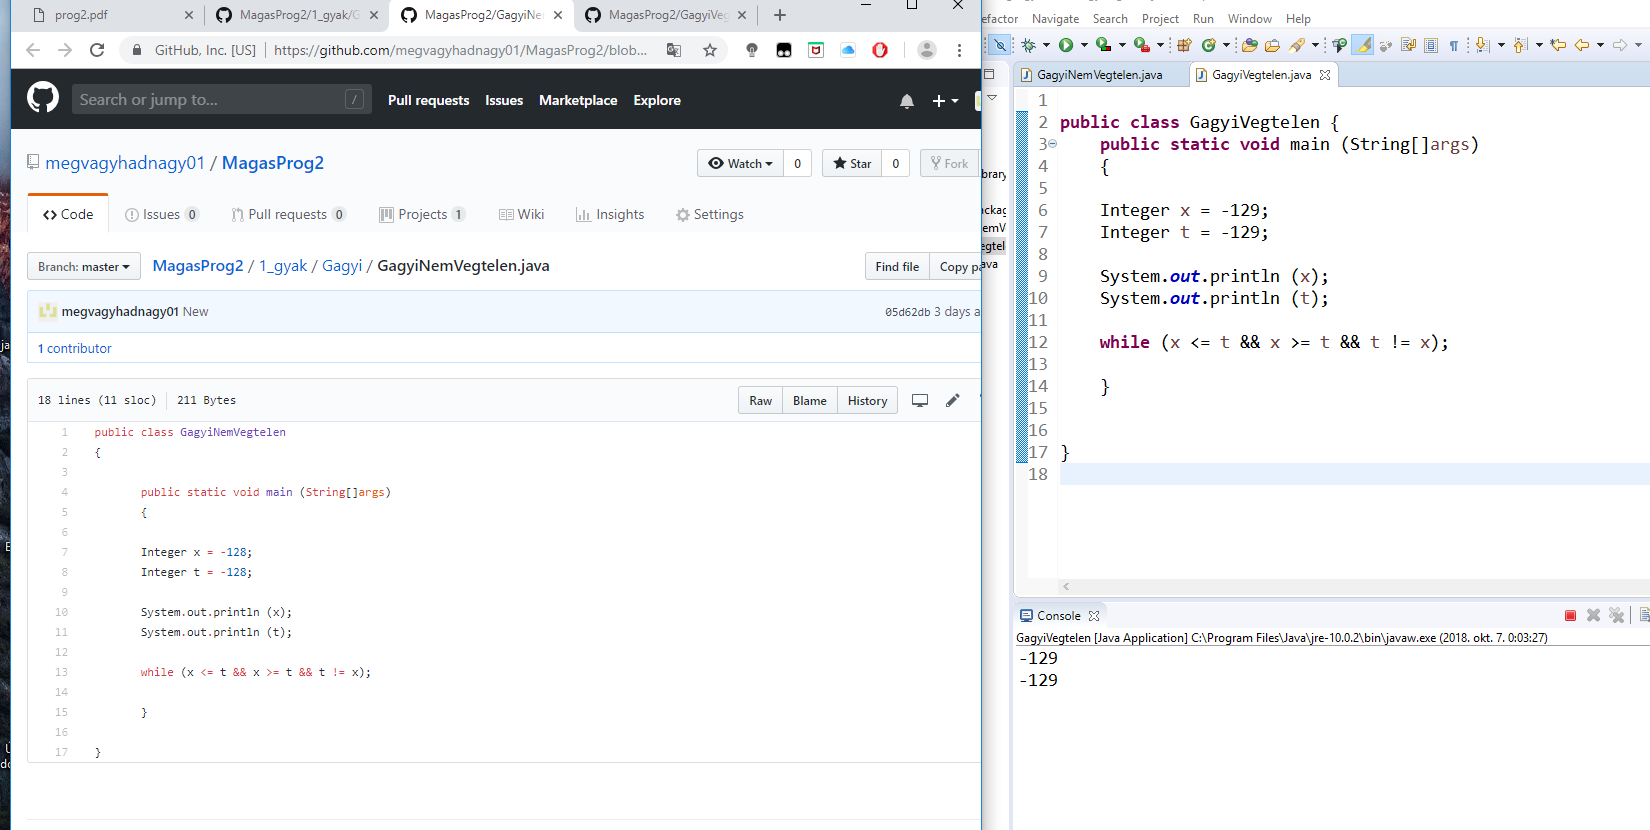 prog2.pdf
MagasProg2/1_gyak/G
MagasProg2/GagyiNe
MagasProg2/GagyiVeg
GitHub, Inc. [US]
https://github.com/megvagyhadnagy01/MagasProg2/blob...
Search or jump to...
/
Pull requests Issues Marketplace Explore
megvagyhadnagy01 / MagasProg2
Watch 0 Star 0 Fork
Code Issues 0 Pull requests 0 Projects 1 Wiki Insights Settings
Branch: master MagasProg2 / 1_gyak / Gagyi / GagyiNemVegtelen.java
Find file Copy pa
megvagyhadnagy01 New
05d62db 3 days a
1 contributor
18 lines (11 sloc) 211 Bytes
Raw Blame History
1 public class GagyiNemVegtelen
2 {
3
4 public static void main (String[]args)
5 {
6
7 Integer x = -128;
8 Integer t = -128;
9
10 System.out.println (x);
11 System.out.println (t);
12
13 while (x <= t && x >= t && t != x);
14
15 }
16
17 }
efactor Navigate Search Project Run Window Help
GagyiNemVegtelen.java GagyiVegtelen.java
1
2 public class GagyiVegtelen {
3 public static void main (String[]args)
4 {
5
6 Integer x = -129;
7 Integer t = -129;
8
9 System.out.println (x);
10 System.out.println (t);
11
12 while (x <= t && x >= t && t != x);
13
14 }
15
16
17 }
18
Console
GagyiVegtelen [Java Application] C:\Program Files\Java\jre-10.0.2\bin\javaw.exe (2018. okt. 7. 0:03:27)
-129
-129